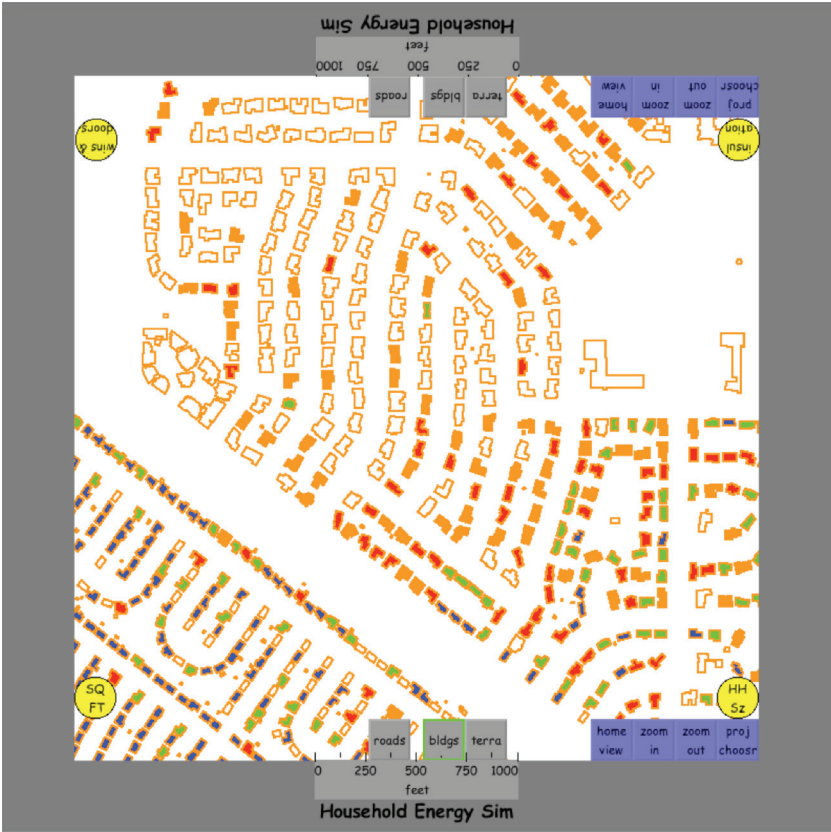 Household Energy Sim
feet
1000 750 500 250 0
roads bldgs terra
home view
zoom in
zoom out
proj choosr
wins & doors
insul ation
SQ FT
HH Sz
roads bldgs terra
home view
zoom in
zoom out
proj choosr
0 250 500 750 1000
feet
Household Energy Sim